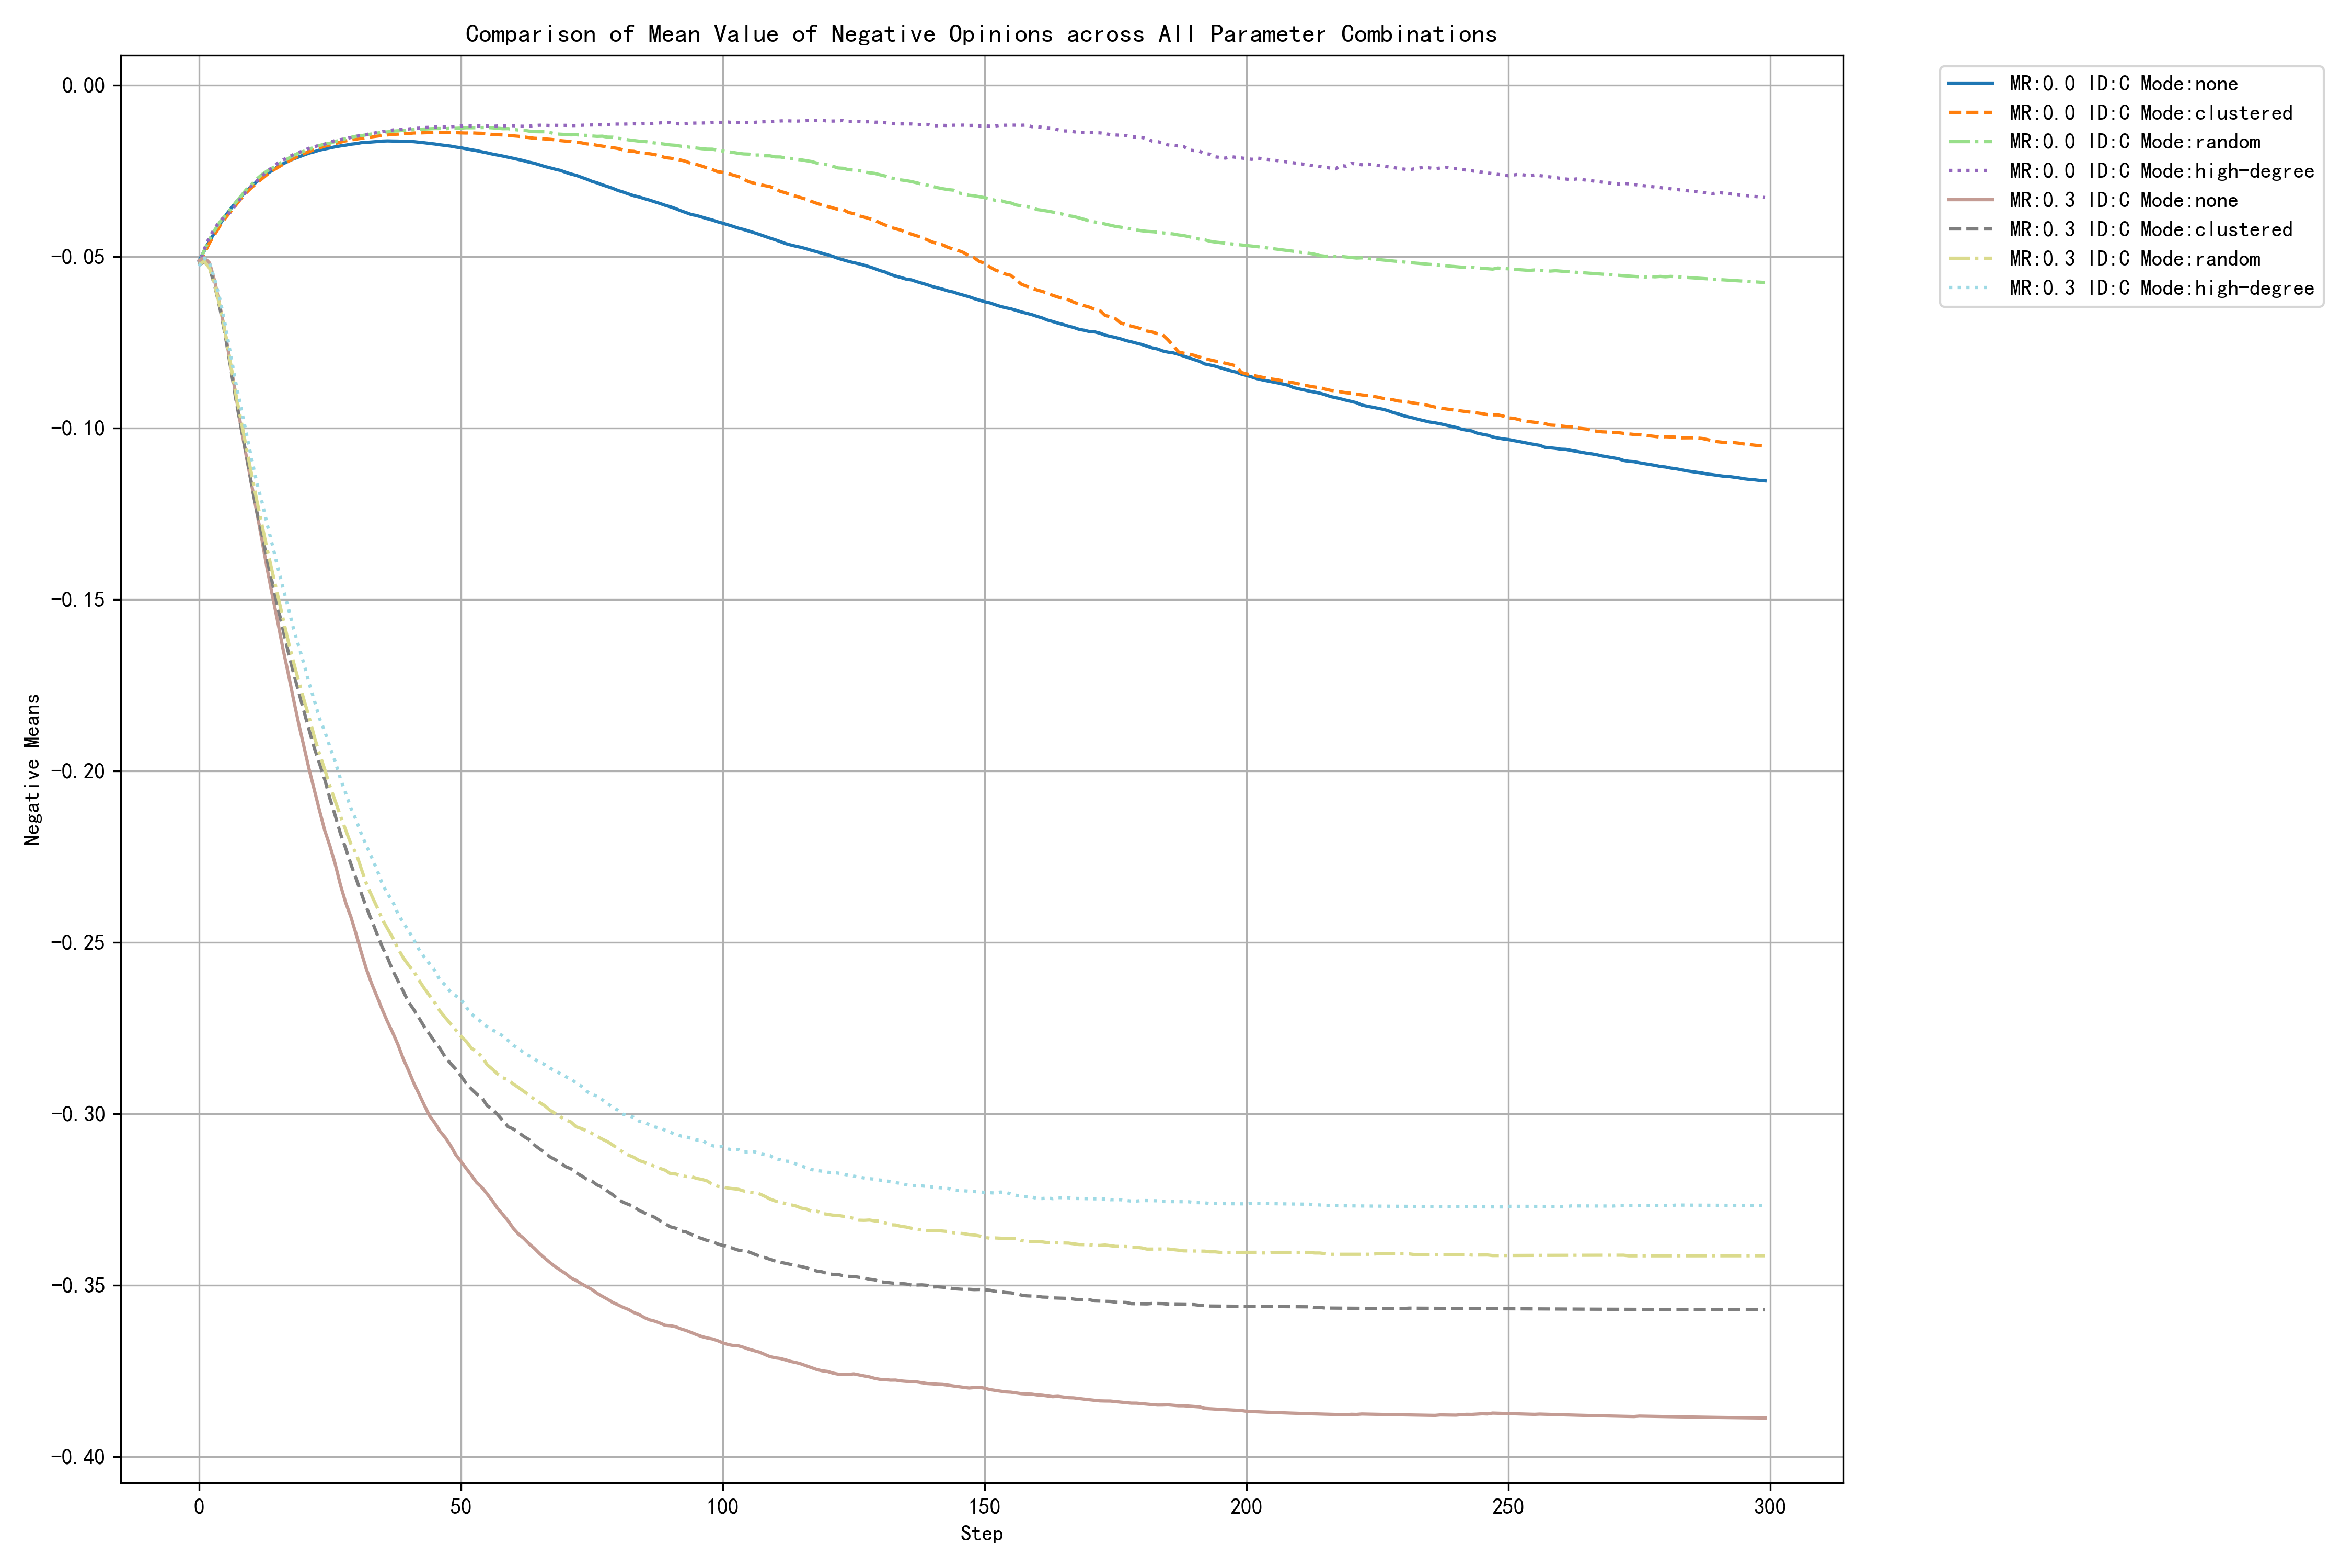 Comparison of Mean Value of Negative Opinions across All Parameter Combinations
0.00
−0.05
−0.10
−0.15
−0.20
−0.25
−0.30
−0.35
−0.40
Negative Means
0 50 100 150 200 250 300
Step
MR:0.0 ID:C Mode:none
MR:0.0 ID:C Mode:clustered
MR:0.0 ID:C Mode:random
MR:0.0 ID:C Mode:high-degree
MR:0.3 ID:C Mode:none
MR:0.3 ID:C Mode:clustered
MR:0.3 ID:C Mode:random
MR:0.3 ID:C Mode:high-degree